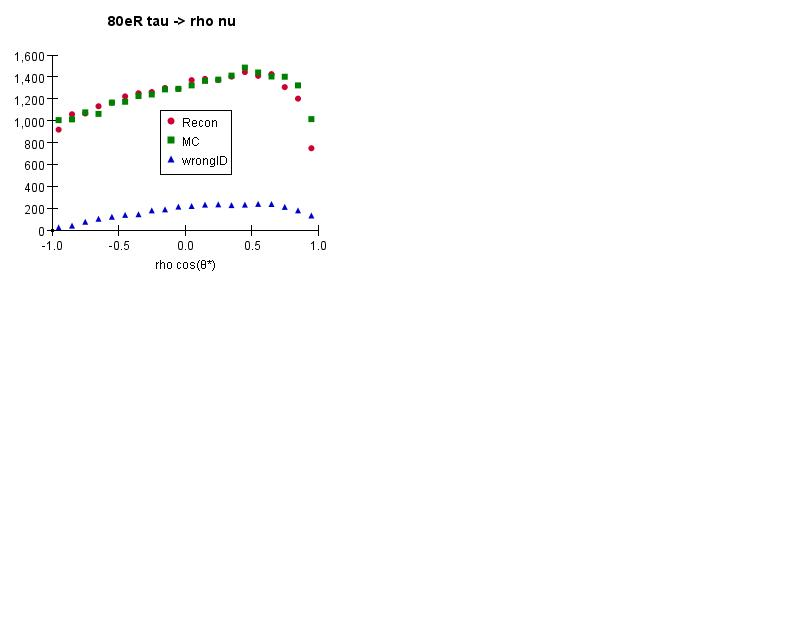 80eR tau -> rho nu
1,600
1,400
1,200
1,000
800
600
400
200
0
Recon
MC
wrongID
-1.0 -0.5 0.0 0.5 1.0
rho cos(θ*)